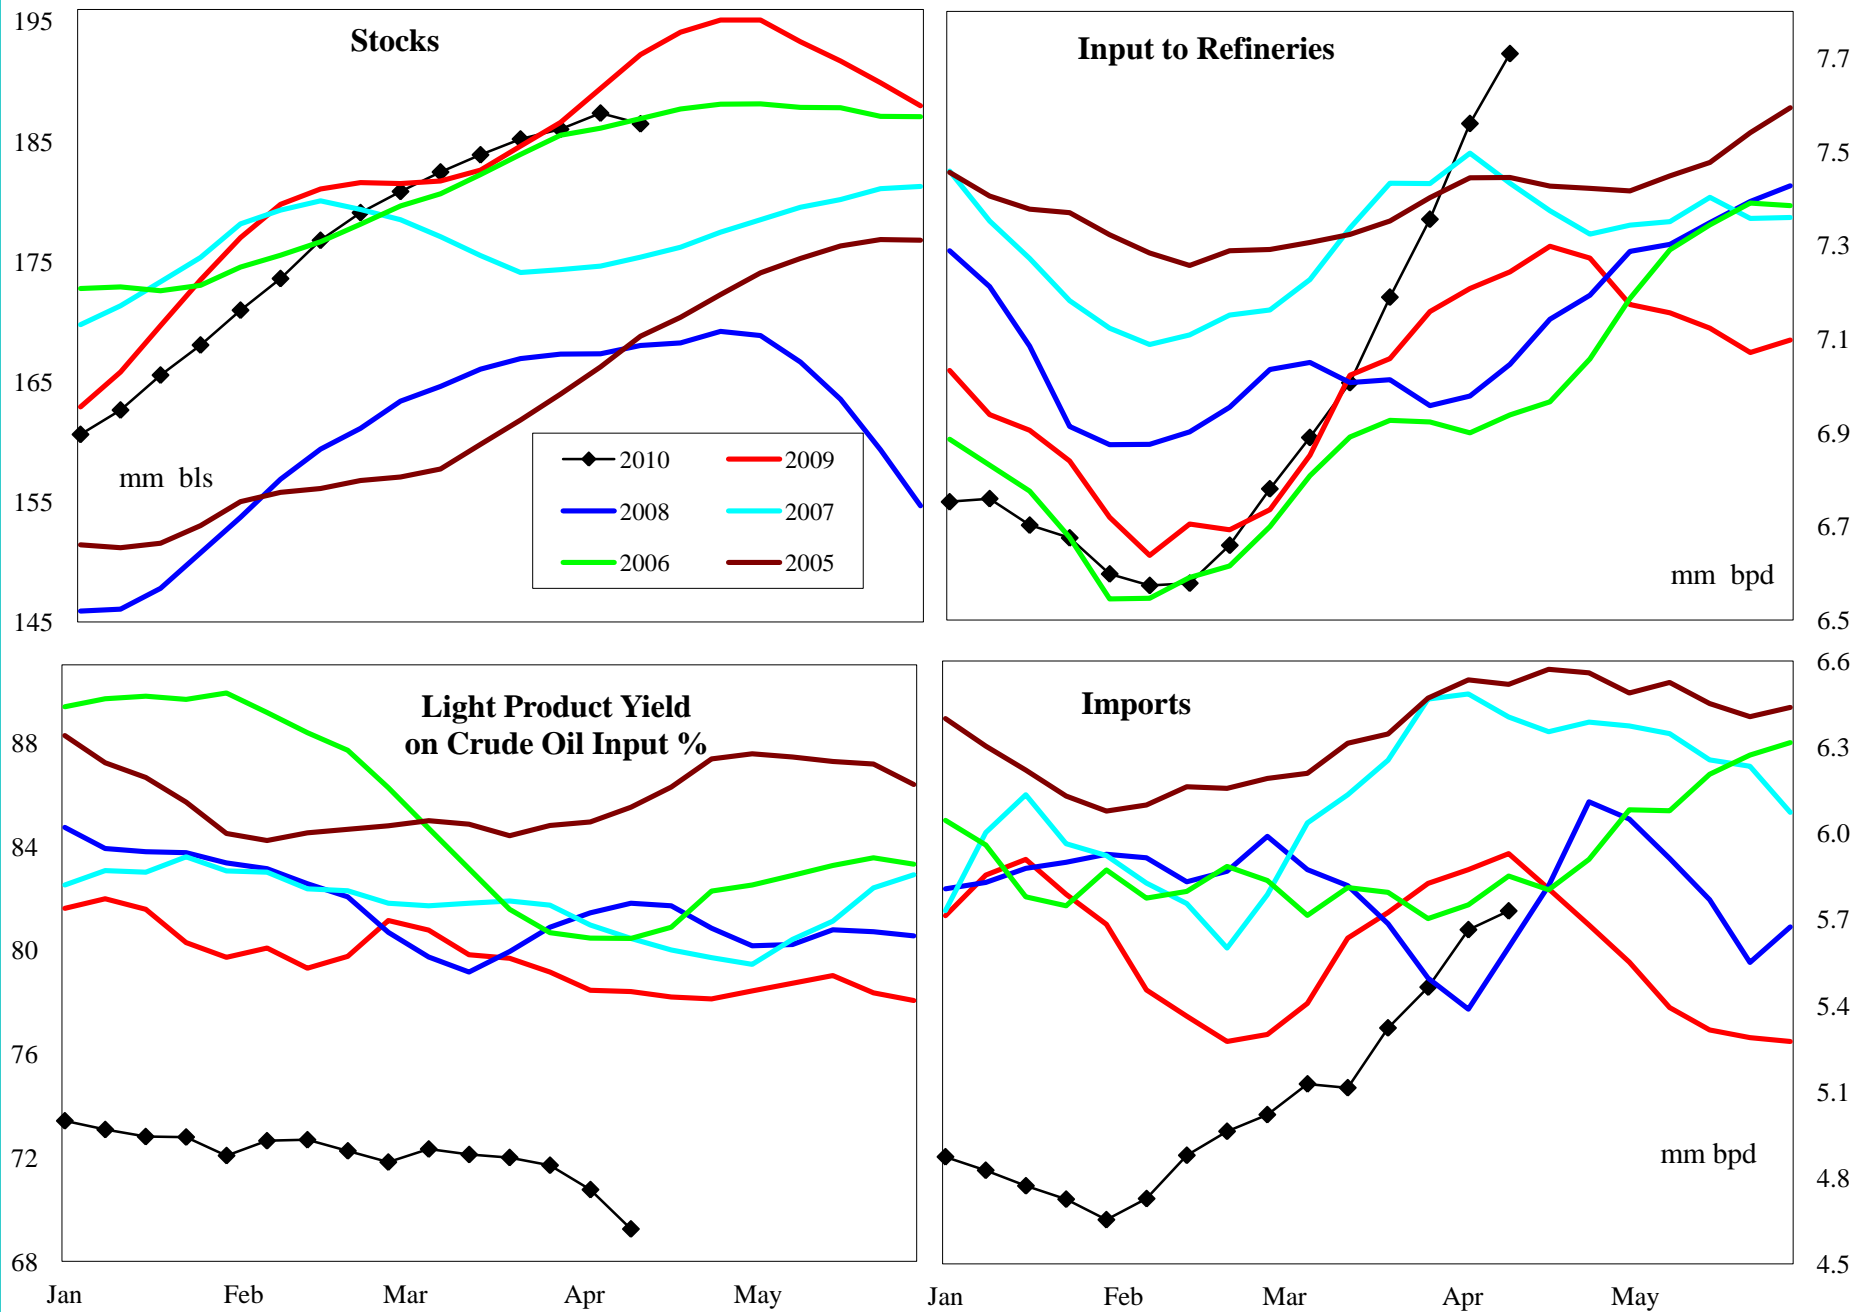 Stocks
195
185
175
165
155
145
mm bls
2010
2009
2008
2007
2006
2005
Input to Refineries
7.7
7.5
7.3
7.1
6.9
6.7
6.5
mm bpd
Light Product Yield
on Crude Oil Input %
88
84
80
76
72
68
Jan
Feb
Mar
Apr
May
Imports
6.6
6.3
6.0
5.7
5.4
5.1
4.8
4.5
mm bpd
Jan
Feb
Mar
Apr
May